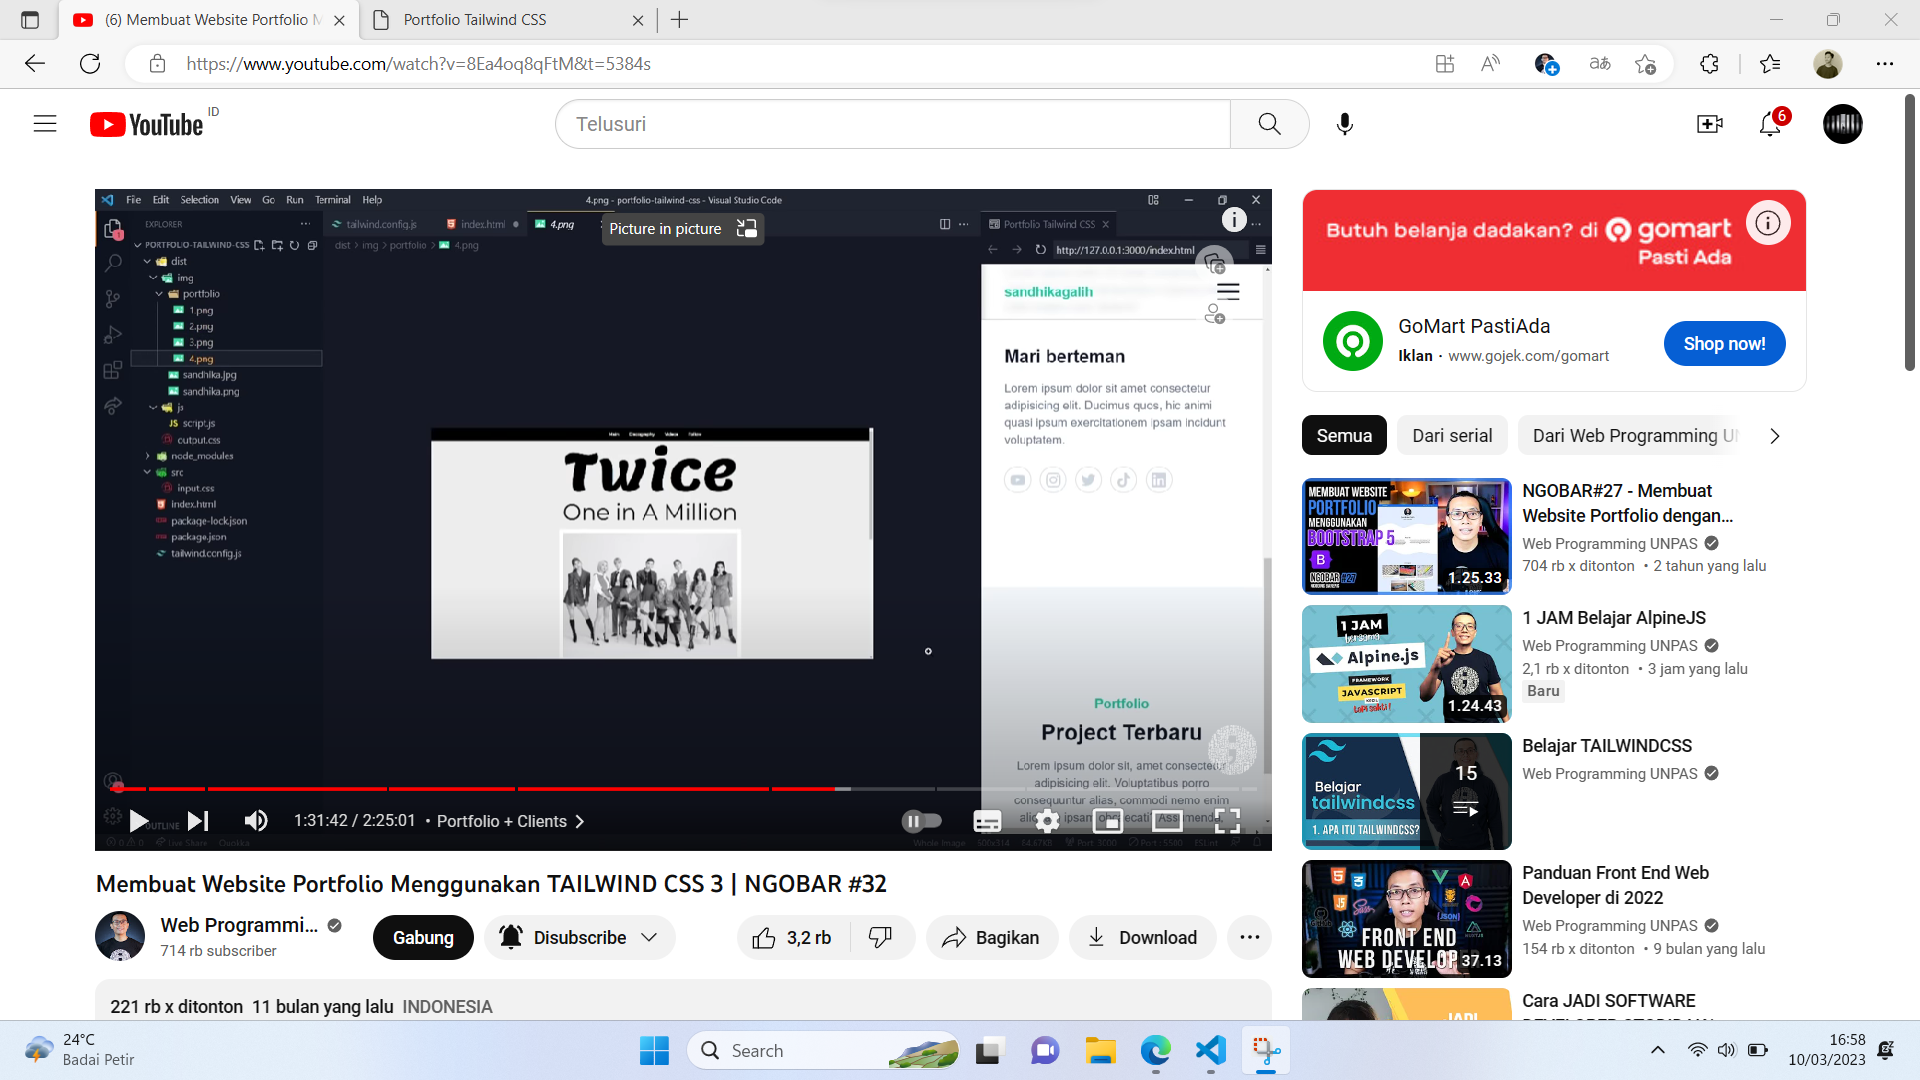 (6) Membuat Website Portfolio M
Portfolio Tailwind CSS
https://www.youtube.com/watch?v=8Ea4oq8qFtM&t=5384s
YouTube ID
Telusuri
6
File Edit Selection View Go Run Terminal Help
4.png - portfolio-tailwind-css - Visual Studio Code
EXPLORER
tailwind.config.js
index.html
4.png
Picture in picture
Portfolio Tailwind CSS
PORTFOLIO-TAILWIND-CSS
dist > img > portfolio > 4.png
http://127.0.0.1:3000/index.html
dist
img
portfolio
1.png
2.png
3.png
4.png
sandhika.jpg
sandhika.png
js
JS script.js
output.css
node_modules
src
input.css
index.html
package-lock.json
package.json
tailwind.config.js
OUTLINE
Twice
One in A Million
sandhikagalih
Mari berteman
Lorem ipsum dolor sit amet consectetur
adipisicing elit. Ducimus quos, hic animi
quasi ipsum exercitationem ipsam incidunt
voluptatem.
Portfolio
Project Terbaru
Lorem ipsum dolor sit, amet consectetur
adipisicing elit. Voluptatibus porro
consequuntur alias, commodi nemo enim
1:31:42 / 2:25:01 • Portfolio + Clients
Membuat Website Portfolio Menggunakan TAILWIND CSS 3 | NGOBAR #32
Web Programmi...
714 rb subscriber
Gabung
Disubscribe
3,2 rb
Bagikan
Download
221 rb x ditonton 11 bulan yang lalu INDONESIA
Butuh belanja dadakan? di gomart
Pasti Ada
GoMart PastiAda
Iklan · www.gojek.com/gomart
Shop now!
Semua
Dari serial
Dari Web Programming UN
MEMBUAT WEBSITE
PORTFOLIO
MENGGUNAKAN
BOOTSTRAP 5
B
NGOBAR #27
1.25.33
NGOBAR#27 - Membuat
Website Portfolio dengan...
Web Programming UNPAS
704 rb x ditonton • 2 tahun yang lalu
1 JAM
bersama
Alpine.js
FRAMEWORK
JAVASCRIPT
KECIL
tapi sakti!
1.24.43
1 JAM Belajar AlpineJS
Web Programming UNPAS
2,1 rb x ditonton • 3 jam yang lalu
Baru
Belajar
tailwindcss
1. APA ITU TAILWINDCSS?
15
Belajar TAILWINDCSS
Web Programming UNPAS
FRONT END
WEB DEVELOP
37.13
Panduan Front End Web
Developer di 2022
Web Programming UNPAS
154 rb x ditonton • 9 bulan yang lalu
JADI
Cara JADI SOFTWARE
24°C
Badai Petir
Search
16:58
10/03/2023